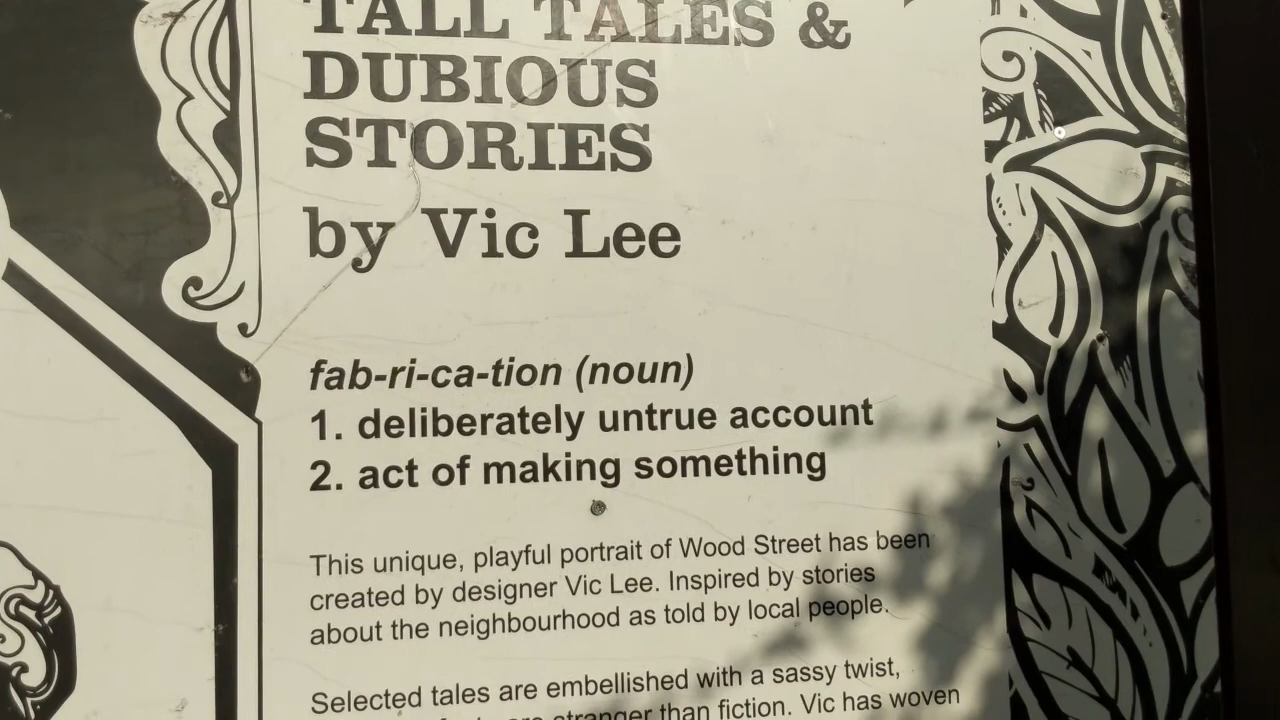 TALL TALES &
DUBIOUS
STORIES
by Vic Lee
fab-ri-ca-tion (noun)
1. deliberately untrue account
2. act of making something
This unique, playful portrait of Wood Street has been
created by designer Vic Lee. Inspired by stories
about the neighbourhood as told by local people.
Selected tales are embellished with a sassy twist,
are stranger than fiction. Vic has woven